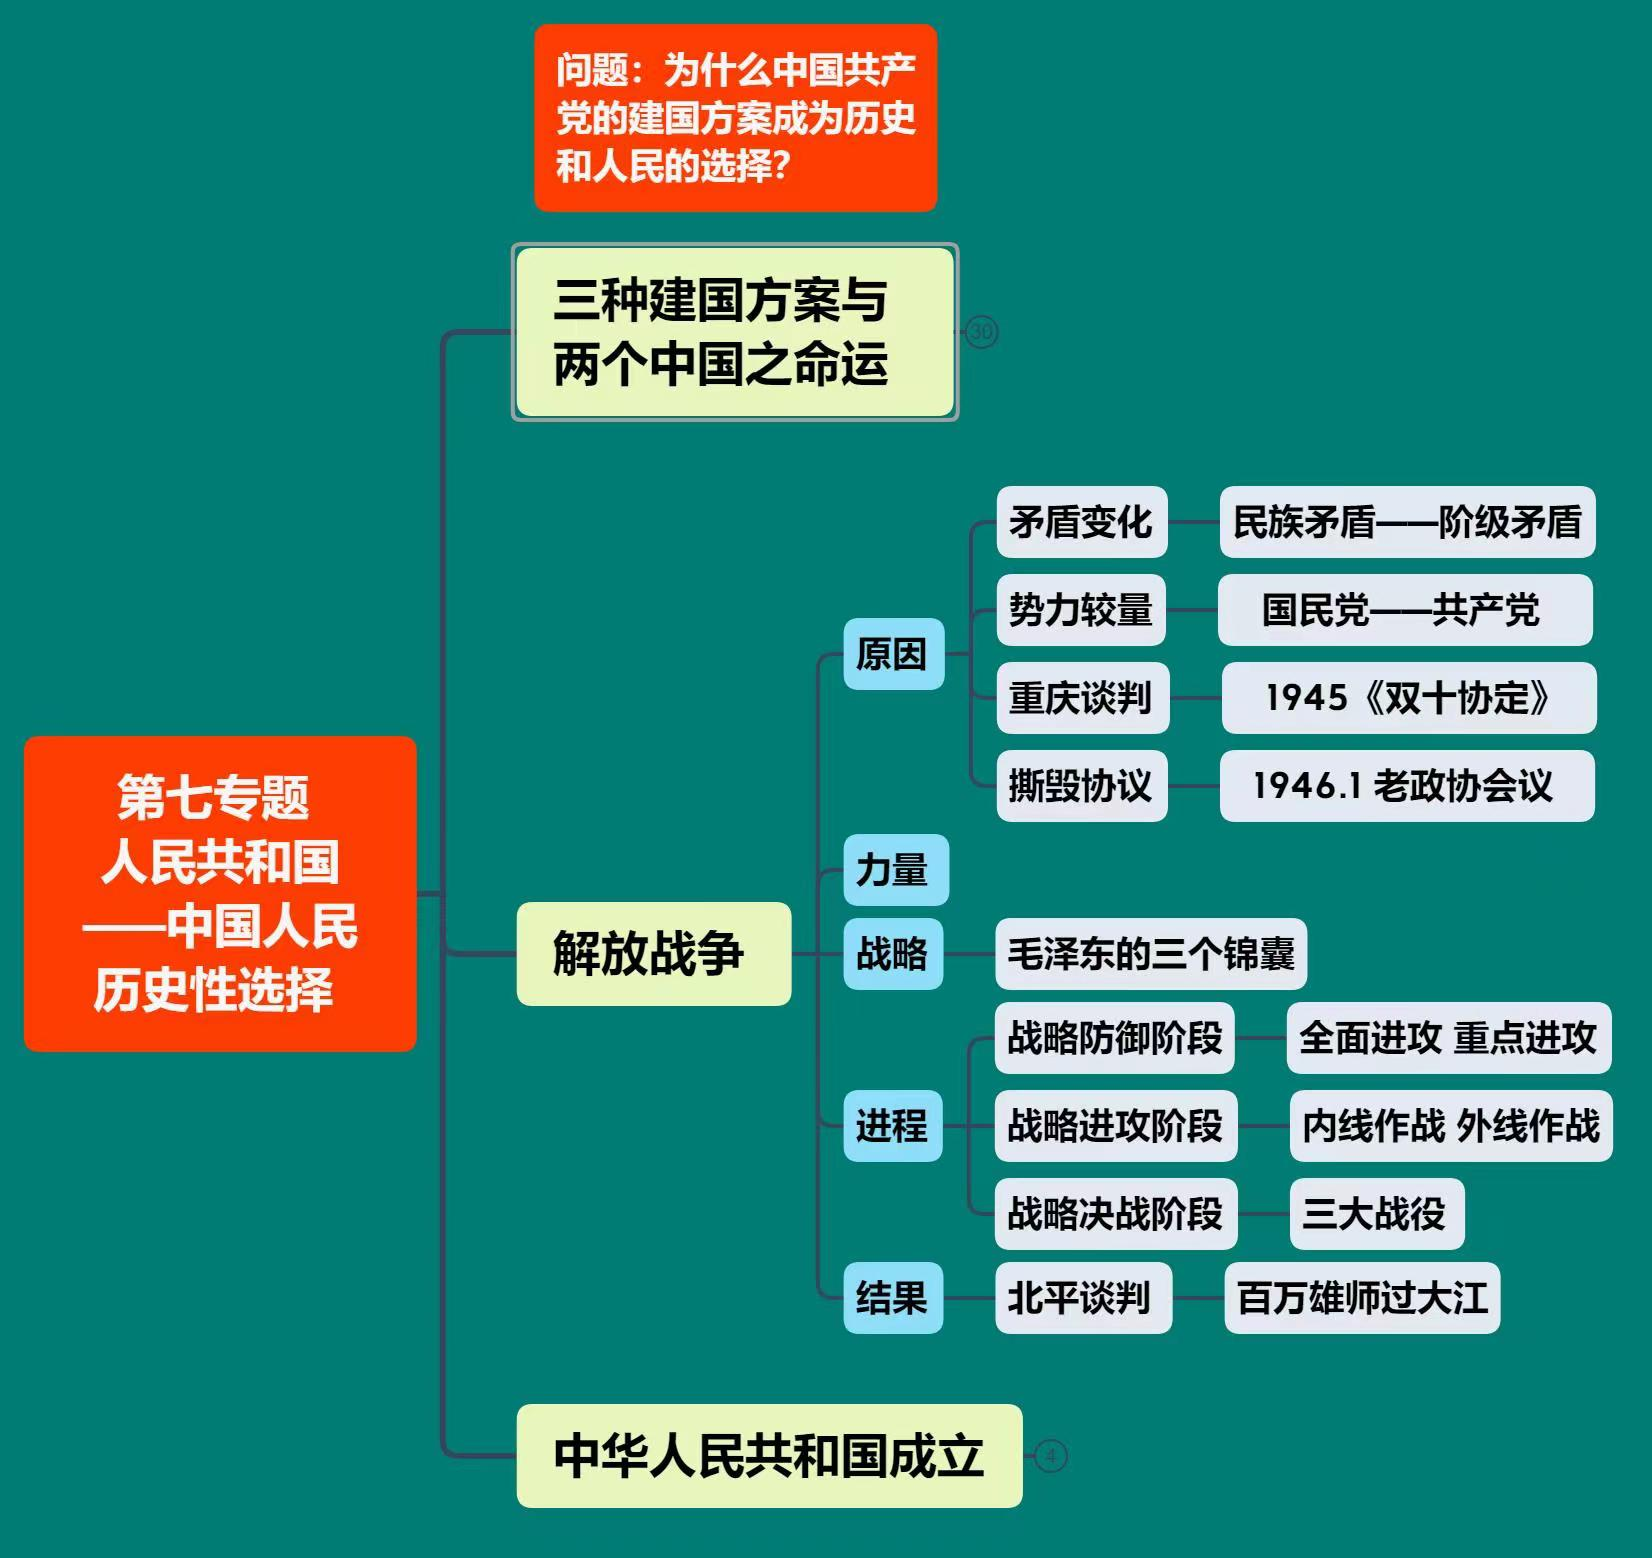 问题：为什么中国共产
党的建国方案成为历史
和人民的选择？
三种建国方案与
两个中国之命运
30
第七专题
人民共和国
——中国人民
历史性选择
解放战争
原因
矛盾变化
民族矛盾——阶级矛盾
势力较量
国民党——共产党
重庆谈判
1945《双十协定》
撕毁协议
1946.1 老政协会议
力量
战略
毛泽东的三个锦囊
进程
战略防御阶段
全面进攻 重点进攻
战略进攻阶段
内线作战 外线作战
战略决战阶段
三大战役
结果
北平谈判
百万雄师过大江
中华人民共和国成立
4